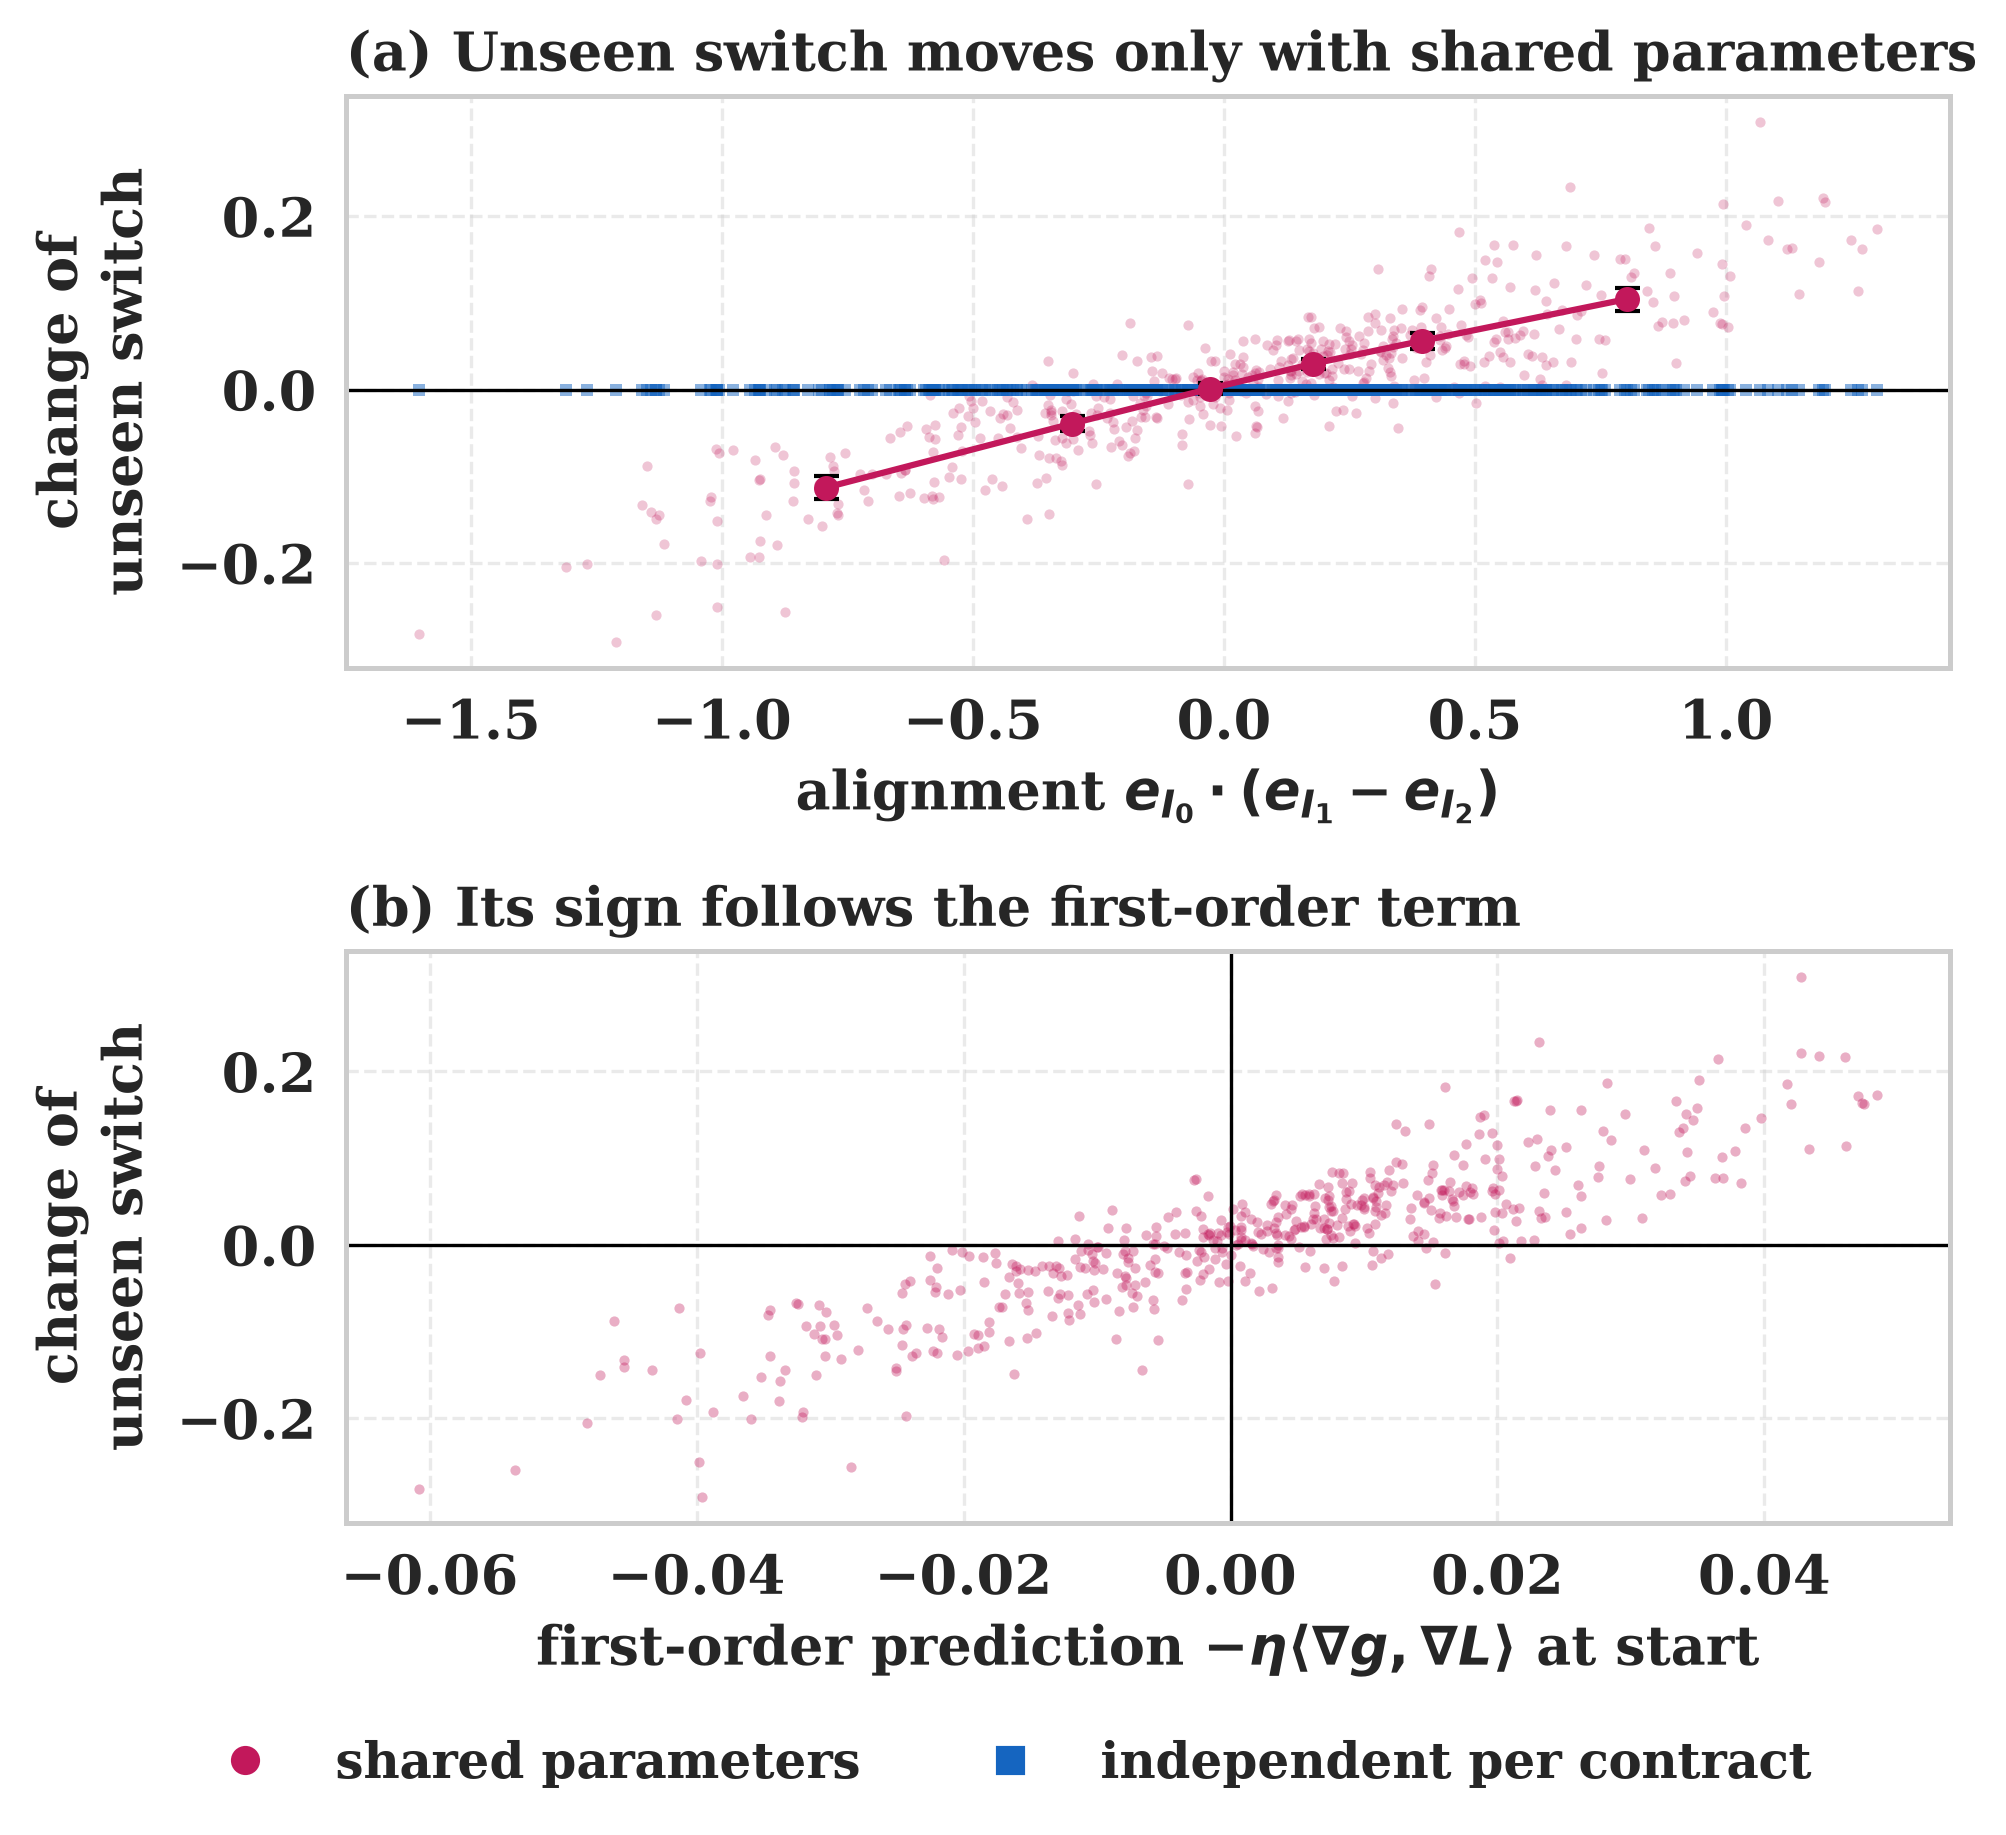 (a) Unseen switch moves only with shared parameters
change of
unseen switch
0.2
0.0
−0.2
−1.5 −1.0 −0.5 0.0 0.5 1.0
alignment e_{I_0} · (e_{I_1} − e_{I_2})
(b) Its sign follows the first-order term
change of
unseen switch
0.2
0.0
−0.2
−0.06 −0.04 −0.02 0.00 0.02 0.04
first-order prediction −η⟨∇g, ∇L⟩ at start
shared parameters independent per contract